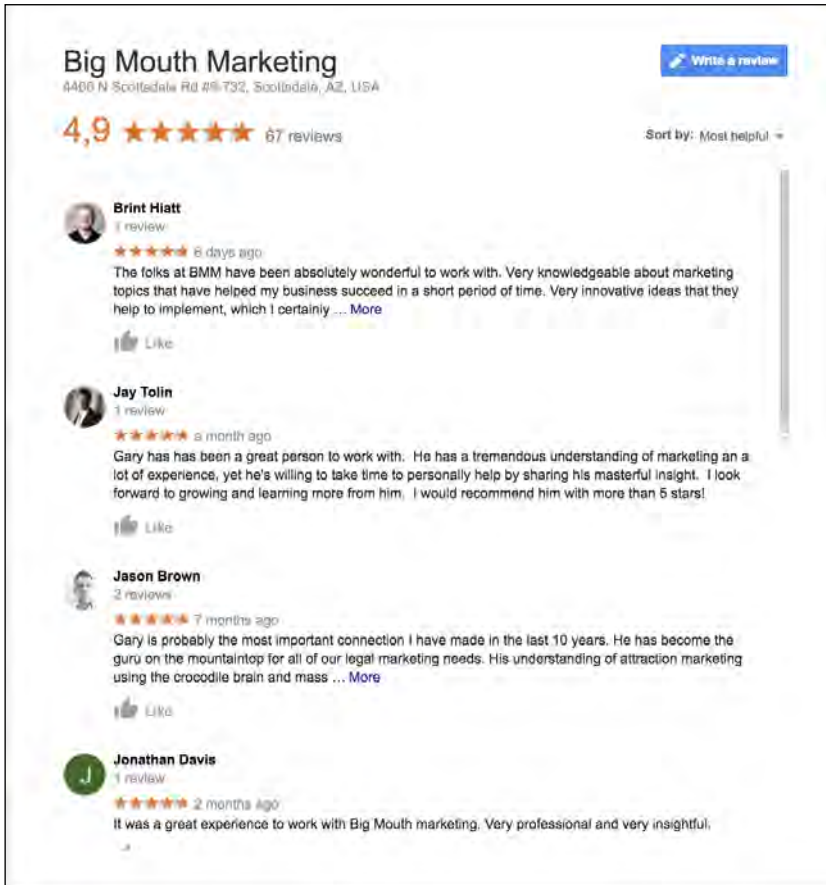 Big Mouth Marketing
Write a review
4400 N Scottsdale Rd #9-732, Scottsdale, AZ, USA
4,9 67 reviews
Sort by: Most helpful
Brint Hiatt
1 review
6 days ago
The folks at BMM have been absolutely wonderful to work with. Very knowledgeable about marketing
topics that have helped my business succeed in a short period of time. Very innovative ideas that they
help to implement, which I certainly ... More
Like
Jay Tolin
1 review
a month ago
Gary has has been a great person to work with. He has a tremendous understanding of marketing an a
lot of experience, yet he's willing to take time to personally help by sharing his masterful insight. I look
forward to growing and learning more from him. I would recommend him with more than 5 stars!
Like
Jason Brown
2 reviews
7 months ago
Gary is probably the most important connection I have made in the last 10 years. He has become the
guru on the mountaintop for all of our legal marketing needs. His understanding of attraction marketing
using the crocodile brain and mass ... More
Like
J
Jonathan Davis
1 review
2 months ago
It was a great experience to work with Big Mouth marketing. Very professional and very insightful.